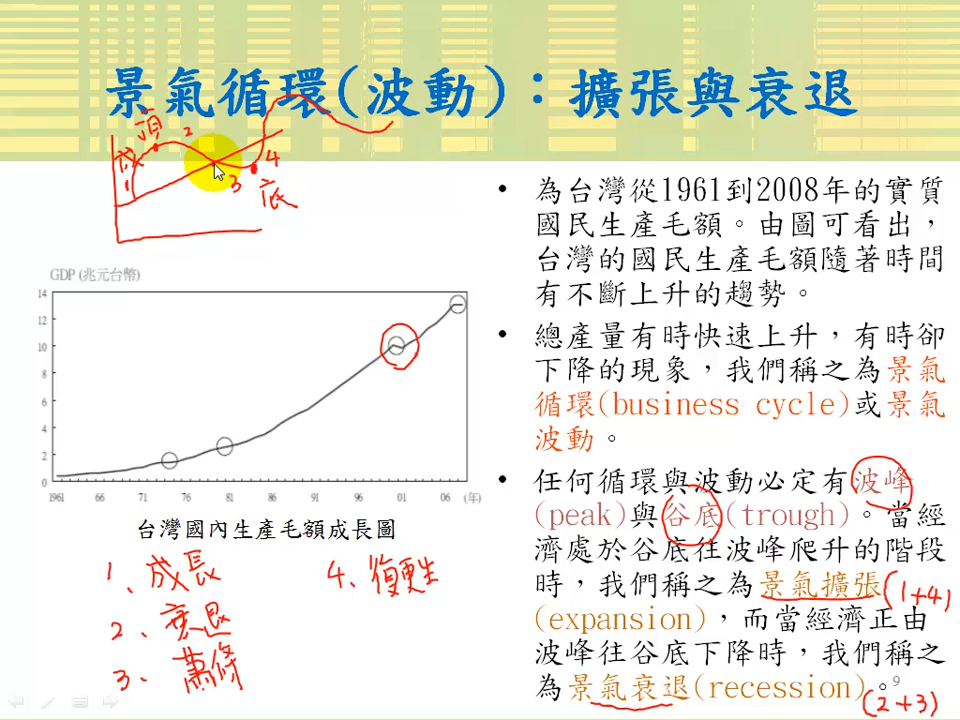 景氣循環(波動)：擴張與衰退
頂
2
成
1
4
3
底
GDP (兆元台幣)
14
12
10
8
6
4
2
0
1961 66 71 76 81 86 91 96 01 06 (年)
台灣國內生產毛額成長圖
1、成長
2、衰退
3、蕭條
4、復甦
• 為台灣從1961到2008年的實質
國民生產毛額。由圖可看出，
台灣的國民生產毛額隨著時間
有不斷上升的趨勢。
• 總產量有時快速上升，有時卻
下降的現象，我們稱之為景氣
循環(business cycle)或景氣
波動。
• 任何循環與波動必定有波峰
(peak)與谷底(trough)。當經
濟處於谷底往波峰爬升的階段
時，我們稱之為景氣擴張(1+4)
(expansion)，而當經濟正由
波峰往谷底下降時，我們稱之
為景氣衰退(recession)。
(2+3)
9